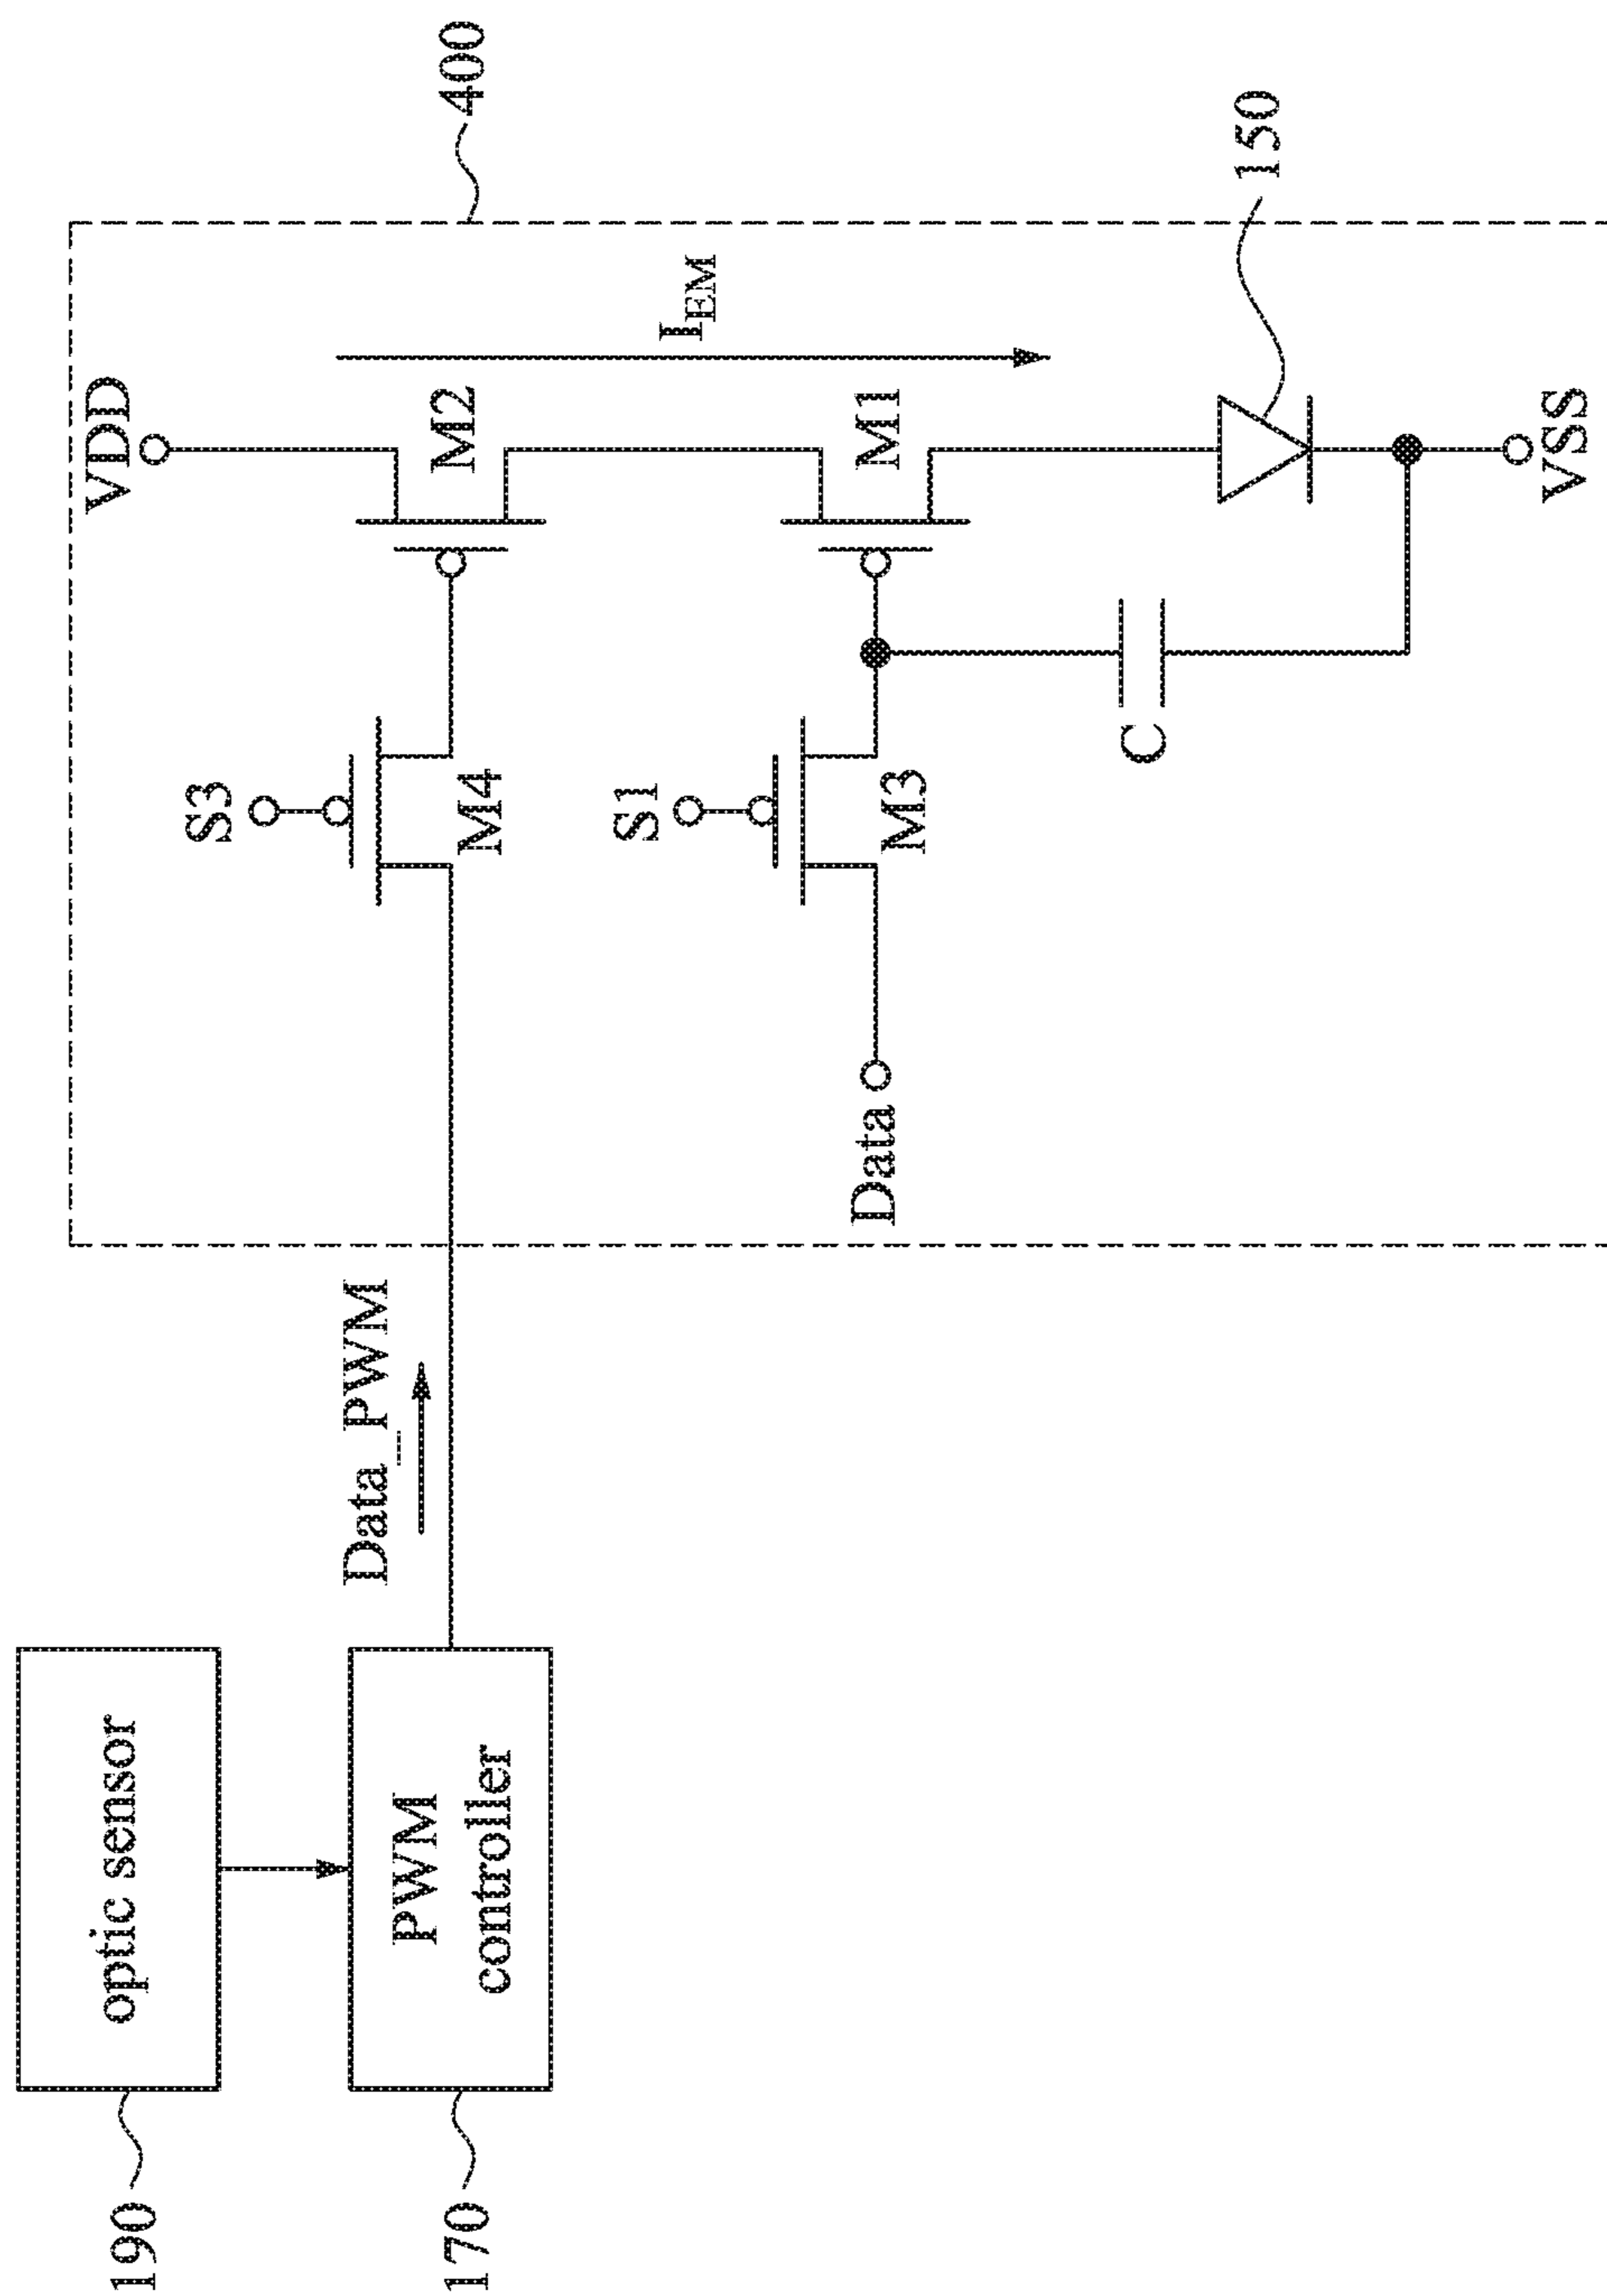 optic sensor
190
PWM
controller
170
Data_PWM
400
VDD
S3
M4
M2
I_EM
S1
M3
M1
Data
C
150
VSS